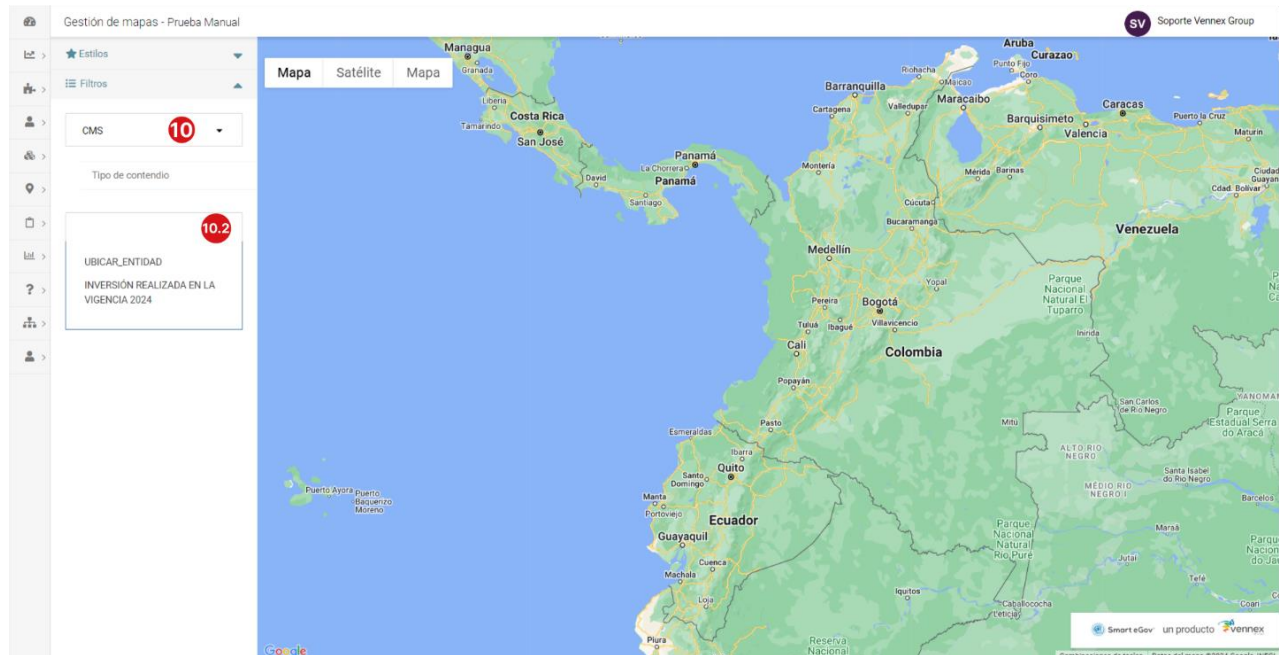 Gestión de mapas - Prueba Manual
SV
Soporte Vennex Group
Estilos
Filtros
CMS
10
Tipo de contendio
10.2
UBICAR_ENTIDAD
INVERSIÓN REALIZADA EN LA
VIGENCIA 2024
Mapa
Satélite
Mapa
Managua
Granada
Liberia
Costa Rica
Tamarindo
San José
La Chorrera
Panamá
David
Panamá
Santiago
Aruba
Curazao
Punto Fijo
Coro
Riohacha
Maicao
Barranquilla
Cartagena
Valledupar
Maracaibo
Caracas
Puerto la Cruz
Barquisimeto
Valencia
Maturin
Montería
Mérida
Barinas
Ciudad
Guayan
Cdad. Bolívar
Cúcuta
Bucaramanga
Venezuela
Medellín
Yopal
Parque
Nacional
Natural El
Tuparro
Pereira
Bogotá
Tuluá
Ibagué
Villavicencio
Inirida
Cali
Colombia
Popayán
San Carlos
de Río Negro
YANOMAM
Parque
Estadual Serra
do Aracá
Pasto
Mitú
Esmeraldas
Ibarra
ALTO RIO
NEGRO
Quito
Santo
Domingo
Santa Isabel
do Rio Negro
MÉDIO RIO
NEGRO I
Barcelos
Puerto Ayora
Puerto
Baquerizo
Moreno
Manta
Portoviejo
Ecuador
Guayaquil
Parque
Nacional
Natural
Río Puré
Maraã
Cuenca
Jutaí
Machala
Tefé
Loja
Iquitos
Caballococha
Leticia
Coari
Piura
Reserva
Nacional
Google
Smart eGov
un producto
vennex